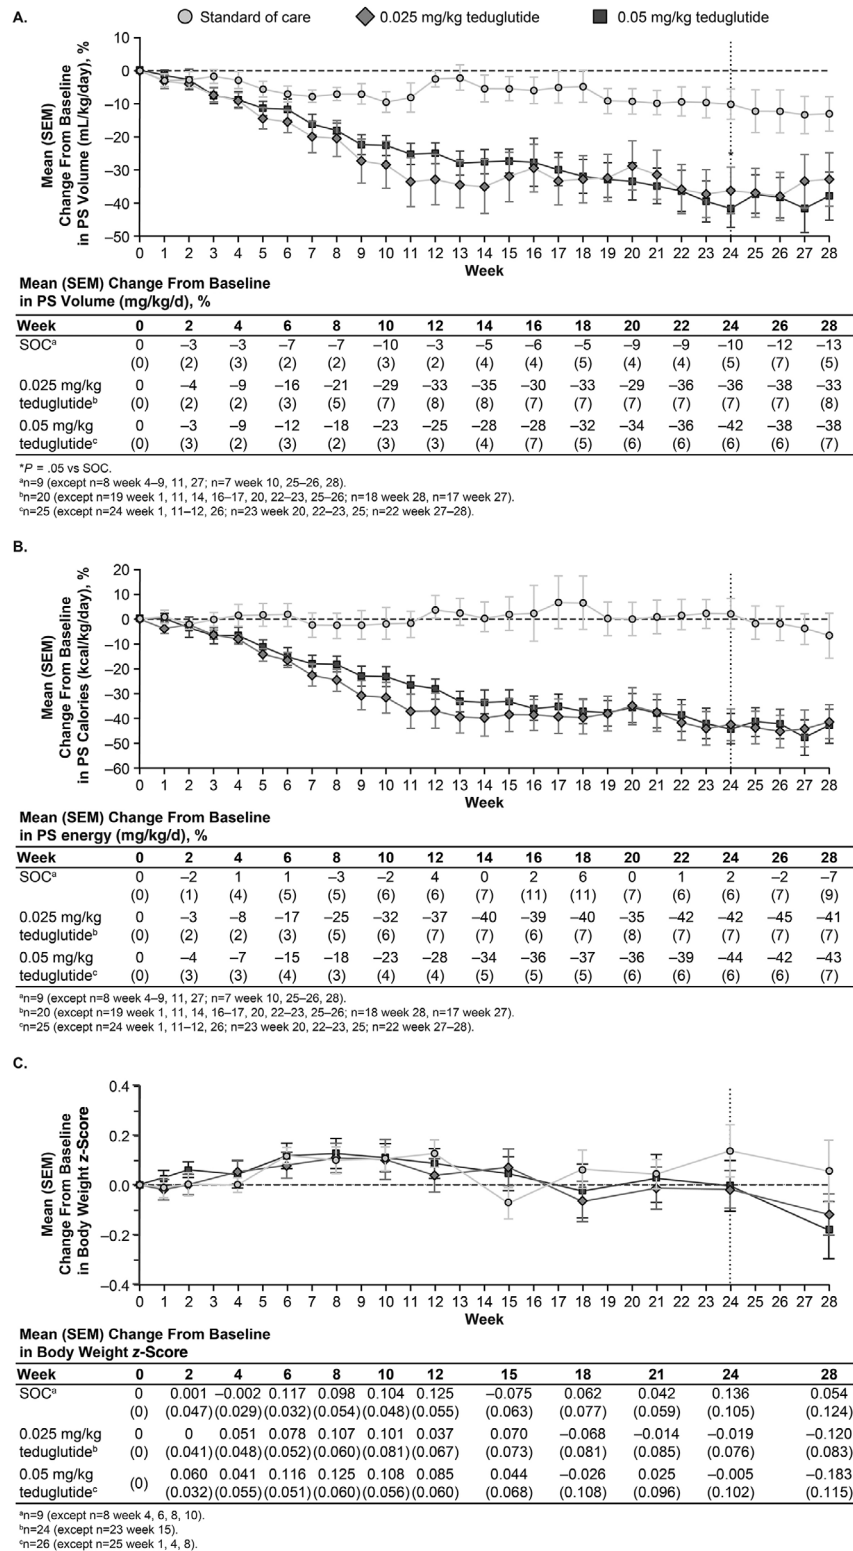 A.
Standard of care 0.025 mg/kg teduglutide 0.05 mg/kg teduglutide
Mean (SEM)
Change From Baseline
in PS Volume (mL/kg/day), %
10
0
–10
–20
–30
–40
–50
*
0 1 2 3 4 5 6 7 8 9 10 11 12 13 14 15 16 17 18 19 20 21 22 23 24 25 26 27 28
Week
Mean (SEM) Change From Baseline
in PS Volume (mg/kg/d), %
Week 0 2 4 6 8 10 12 14 16 18 20 22 24 26 28
SOCa 0 –3 –3 –7 –7 –10 –3 –5 –6 –5 –9 –9 –10 –12 –13
(0) (2) (3) (2) (2) (3) (2) (4) (4) (5) (4) (4) (5) (7) (5)
0.025 mg/kg 0 –4 –9 –16 –21 –29 –33 –35 –30 –33 –29 –36 –36 –38 –33
teduglutideb (0) (2) (2) (3) (5) (7) (8) (8) (7) (7) (7) (7) (7) (7) (8)
0.05 mg/kg 0 –3 –9 –12 –18 –23 –25 –28 –28 –32 –34 –36 –42 –38 –38
teduglutidec (0) (3) (2) (3) (2) (3) (3) (4) (7) (5) (6) (6) (6) (6) (7)
*P = .05 vs SOC.
an=9 (except n=8 week 4–9, 11, 27; n=7 week 10, 25–26, 28).
bn=20 (except n=19 week 1, 11, 14, 16–17, 20, 22–23, 25–26; n=18 week 28, n=17 week 27).
cn=25 (except n=24 week 1, 11–12, 26; n=23 week 20, 22–23, 25; n=22 week 27–28).
B.
Mean (SEM)
Change From Baseline
in PS Calories (kcal/kg/day), %
20
10
0
–10
–20
–30
–40
–50
–60
0 1 2 3 4 5 6 7 8 9 10 11 12 13 14 15 16 17 18 19 20 21 22 23 24 25 26 27 28
Week
Mean (SEM) Change From Baseline
in PS energy (mg/kg/d), %
Week 0 2 4 6 8 10 12 14 16 18 20 22 24 26 28
SOCa 0 –2 1 1 –3 –2 4 0 2 6 0 1 2 –2 –7
(0) (1) (4) (5) (5) (6) (6) (7) (11) (11) (7) (6) (6) (7) (9)
0.025 mg/kg 0 –3 –8 –17 –25 –32 –37 –40 –39 –40 –35 –42 –42 –45 –41
teduglutideb (0) (2) (2) (3) (5) (6) (7) (7) (6) (7) (8) (7) (7) (7) (7)
0.05 mg/kg 0 –4 –7 –15 –18 –23 –28 –34 –36 –37 –36 –39 –44 –42 –43
teduglutidec (0) (3) (3) (4) (3) (4) (4) (5) (5) (5) (6) (6) (6) (6) (7)
an=9 (except n=8 week 4–9, 11, 27; n=7 week 10, 25–26, 28).
bn=20 (except n=19 week 1, 11, 14, 16–17, 20, 22–23, 25–26; n=18 week 28, n=17 week 27).
cn=25 (except n=24 week 1, 11–12, 26; n=23 week 20, 22–23, 25; n=22 week 27–28).
C.
Mean (SEM)
Change From Baseline
in Body Weight z-Score
0.4
0.2
0.0
–0.2
–0.4
0 1 2 3 4 5 6 7 8 9 10 11 12 13 14 15 16 17 18 19 20 21 22 23 24 25 26 27 28
Week
Mean (SEM) Change From Baseline
in Body Weight z-Score
Week 0 2 4 6 8 10 12 15 18 21 24 28
SOCa 0 0.001 –0.002 0.117 0.098 0.104 0.125 –0.075 0.062 0.042 0.136 0.054
(0) (0.047) (0.029) (0.032) (0.054) (0.048) (0.055) (0.063) (0.077) (0.059) (0.105) (0.124)
0.025 mg/kg 0 0 0.051 0.078 0.107 0.101 0.037 0.070 –0.068 –0.014 –0.019 –0.120
teduglutideb (0) (0.041) (0.048) (0.052) (0.060) (0.081) (0.067) (0.073) (0.081) (0.085) (0.076) (0.083)
0.05 mg/kg (0) 0.060 0.041 0.116 0.125 0.108 0.085 0.044 –0.026 0.025 –0.005 –0.183
teduglutidec (0.032) (0.055) (0.051) (0.060) (0.056) (0.060) (0.068) (0.108) (0.096) (0.102) (0.115)
an=9 (except n=8 week 4, 6, 8, 10).
bn=24 (except n=23 week 15).
cn=26 (except n=25 week 1, 4, 8).